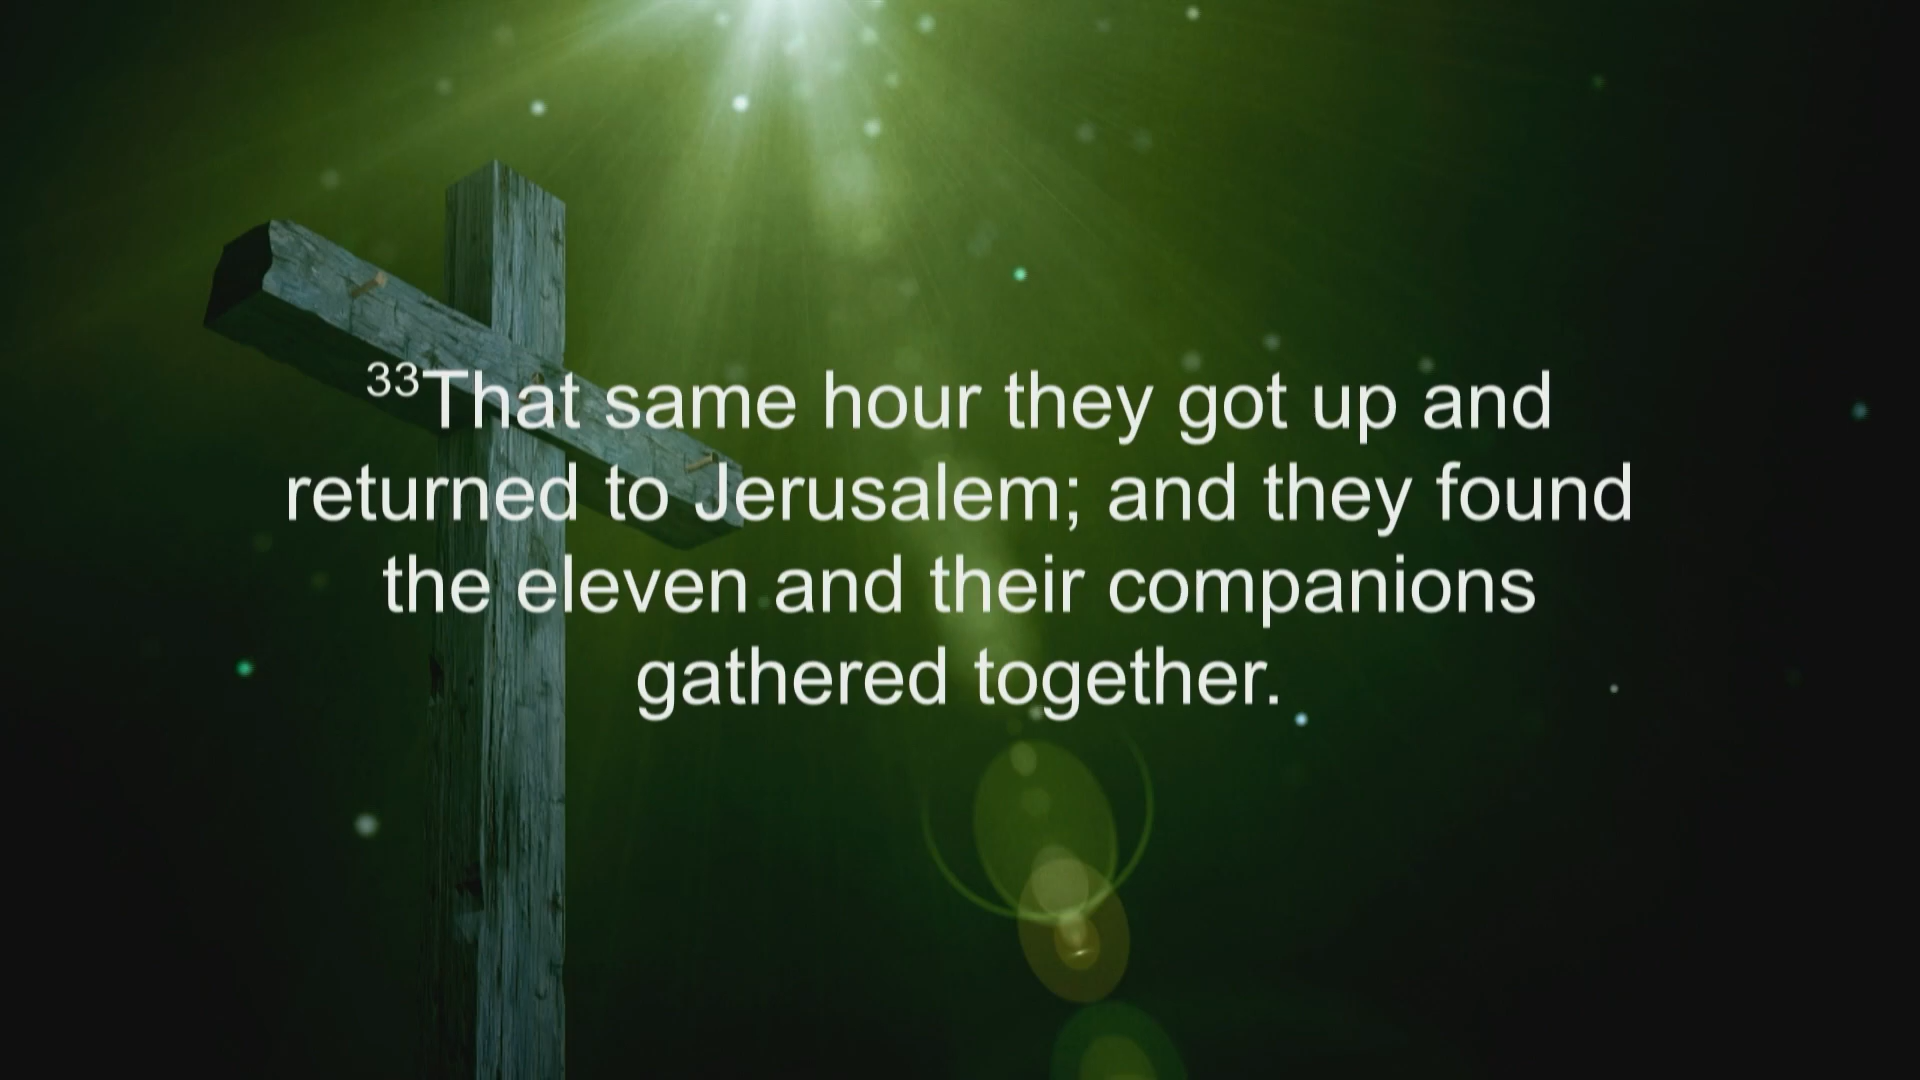 ³³That same hour they got up and
returned to Jerusalem; and they found
the eleven and their companions
gathered together.